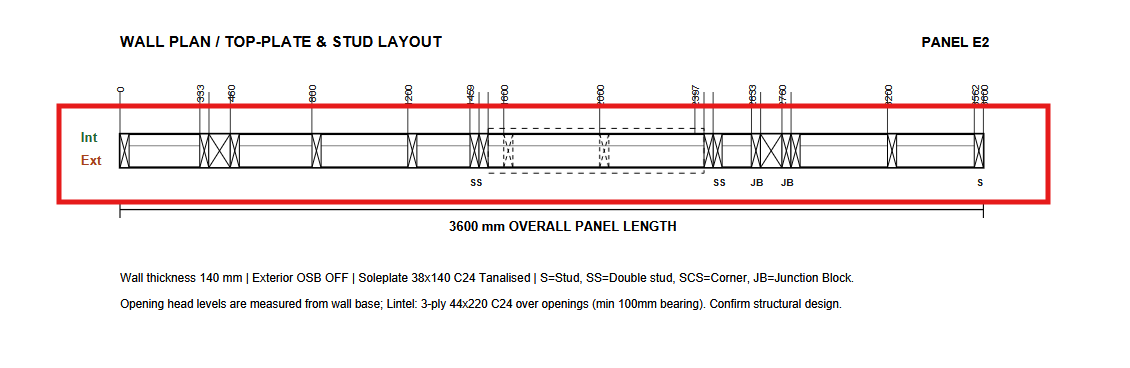 WALL PLAN / TOP-PLATE & STUD LAYOUT
PANEL E2
0 333 460 800 1200 1459 1600 2000 2397 2633 2760 3200 3562 3600
Int
Ext
SS SS JB JB S
3600 mm OVERALL PANEL LENGTH
Wall thickness 140 mm | Exterior OSB OFF | Soleplate 38x140 C24 Tanalised | S=Stud, SS=Double stud, SCS=Corner, JB=Junction Block.
Opening head levels are measured from wall base; Lintel: 3-ply 44x220 C24 over openings (min 100mm bearing). Confirm structural design.